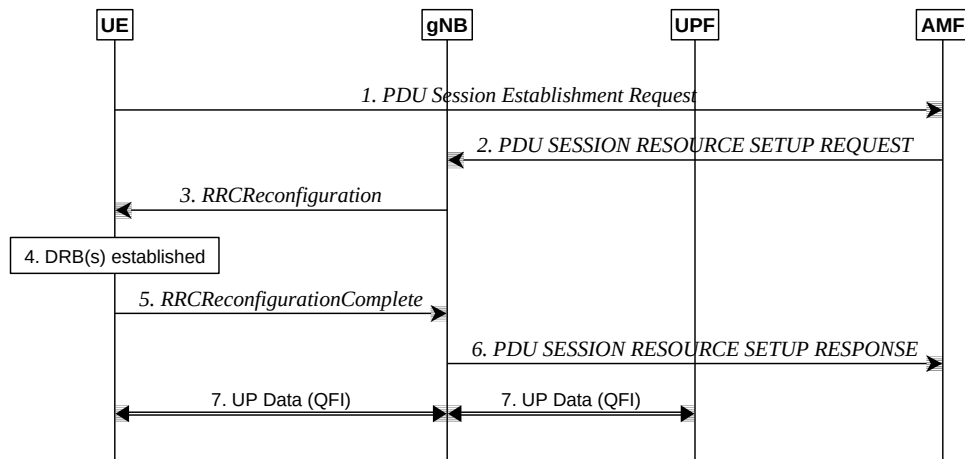 UE gNB UPF AMF
1. PDU Session Establishment Request
2. PDU SESSION RESOURCE SETUP REQUEST
3. RRCReconfiguration
4. DRB(s) established
5. RRCReconfigurationComplete
6. PDU SESSION RESOURCE SETUP RESPONSE
7. UP Data (QFI) 7. UP Data (QFI)